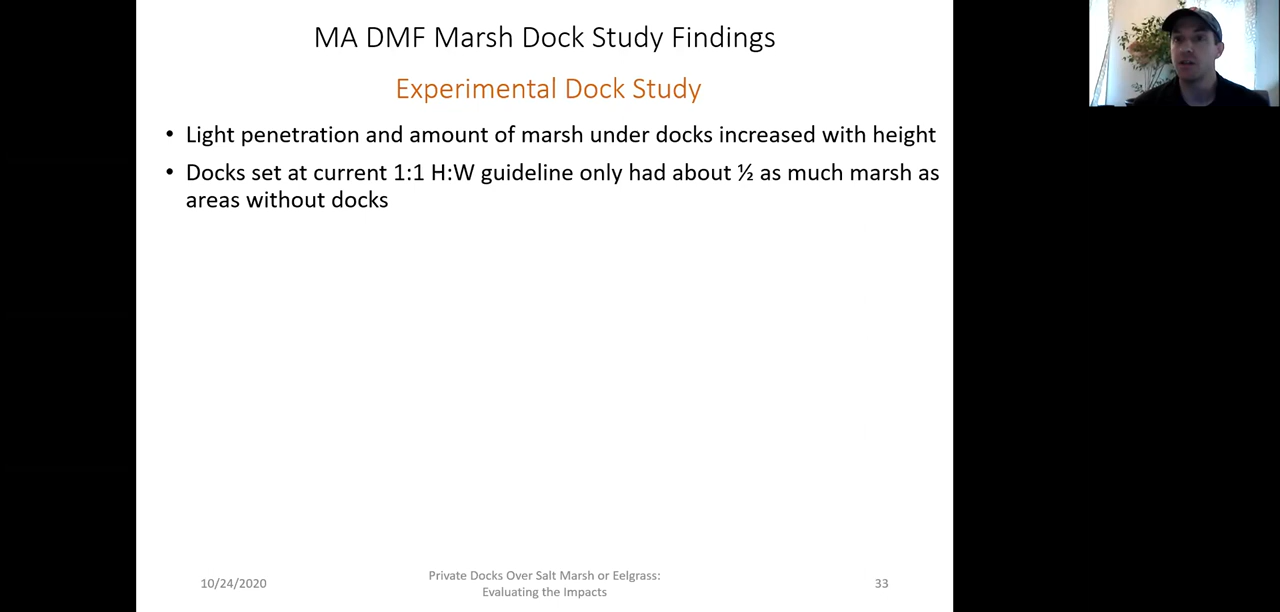 MA DMF Marsh Dock Study Findings
Experimental Dock Study
• Light penetration and amount of marsh under docks increased with height
• Docks set at current 1:1 H:W guideline only had about ½ as much marsh as
areas without docks
10/24/2020
Private Docks Over Salt Marsh or Eelgrass:
Evaluating the Impacts
33